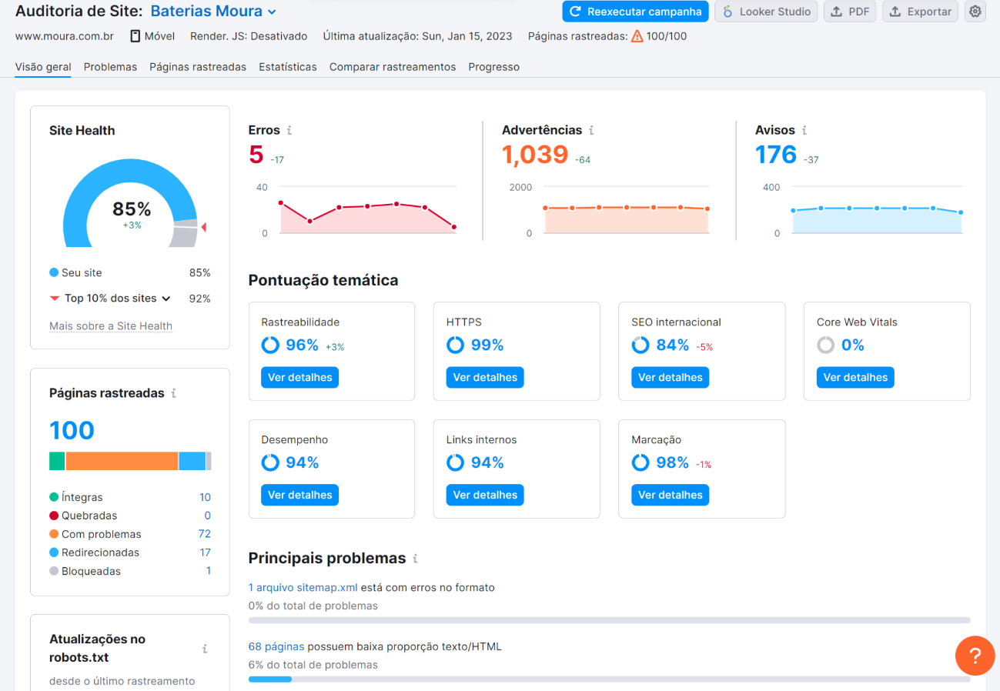 Auditoria de Site: Baterias Moura
Reexecutar campanha
Looker Studio
PDF
Exportar
www.moura.com.br Móvel Render. JS: Desativado Última atualização: Sun, Jan 15, 2023 Páginas rastreadas: 100/100
Visão geral Problemas Páginas rastreadas Estatísticas Comparar rastreamentos Progresso
Site Health
85%
+3%
Seu site 85%
Top 10% dos sites 92%
Mais sobre a Site Health
Erros i
5 -17
40
0
Advertências i
1,039 -64
2000
0
Avisos i
176 -37
400
0
Pontuação temática
Rastreabilidade
96% +3%
Ver detalhes
HTTPS
99%
Ver detalhes
SEO internacional
84% -5%
Ver detalhes
Core Web Vitals
0%
Ver detalhes
Desempenho
94%
Ver detalhes
Links internos
94%
Ver detalhes
Marcação
98% -1%
Ver detalhes
Páginas rastreadas i
100
Íntegras 10
Quebradas 0
Com problemas 72
Redirecionadas 17
Bloqueadas 1
Principais problemas i
1 arquivo sitemap.xml está com erros no formato
0% do total de problemas
68 páginas possuem baixa proporção texto/HTML
6% do total de problemas
Atualizações no
robots.txt i
desde o último rastreamento
?